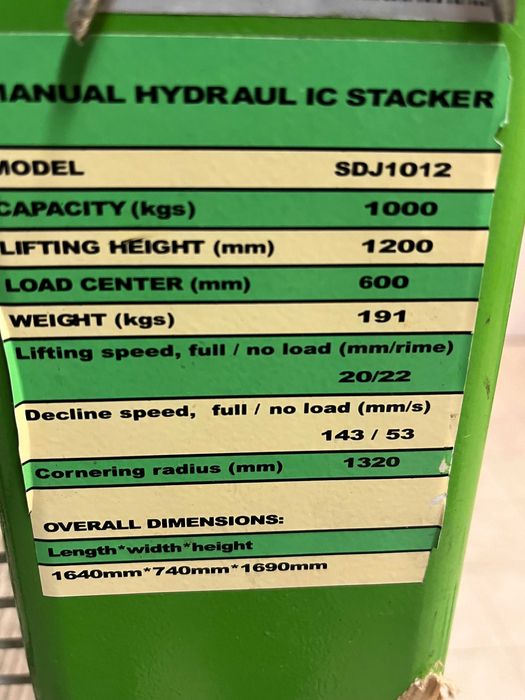 MANUAL HYDRAUL IC STACKER
MODEL SDJ1012
CAPACITY (kgs) 1000
LIFTING HEIGHT (mm) 1200
LOAD CENTER (mm) 600
WEIGHT (kgs) 191
Lifting speed, full / no load (mm/rime)
20/22
Decline speed, full / no load (mm/s)
143 / 53
Cornering radius (mm) 1320
OVERALL DIMENSIONS:
Length*width*height
1640mm*740mm*1690mm